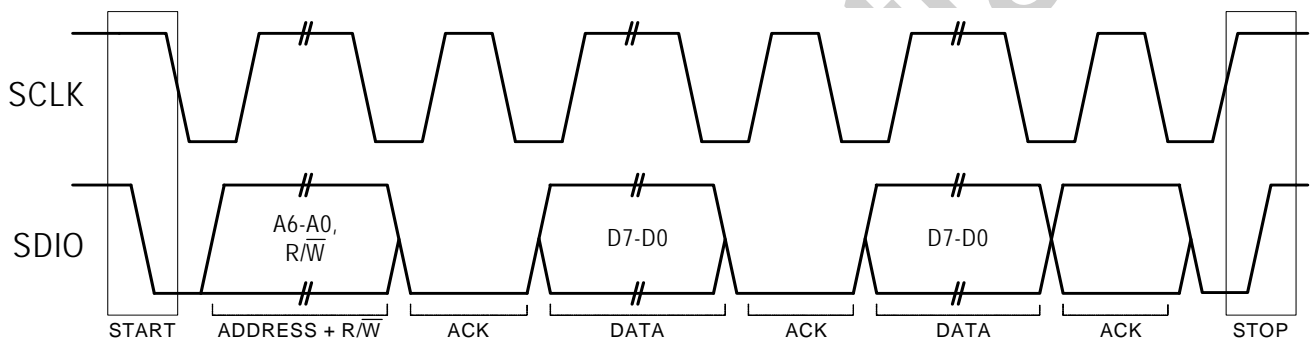 SCLK
SDIO
A6-A0,
R/W̅
D7-D0
D7-D0
START
ADDRESS + R/W̅
ACK
DATA
ACK
DATA
ACK
STOP